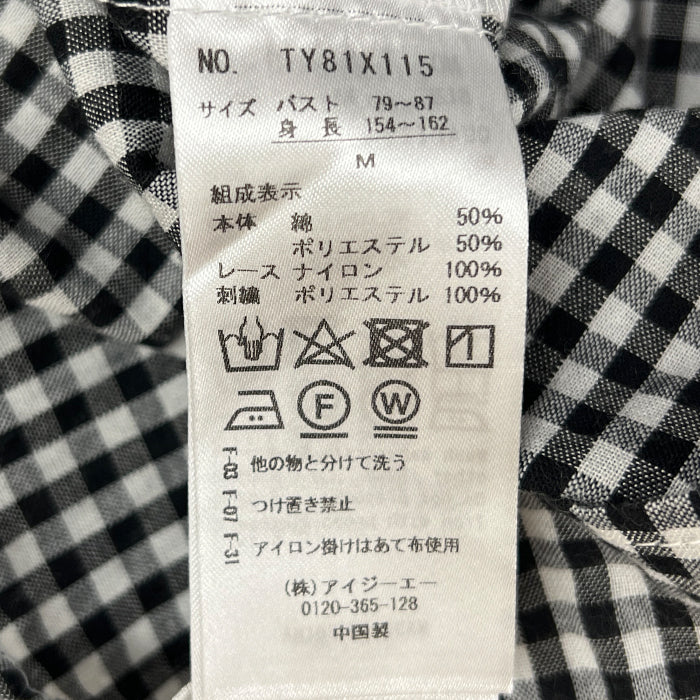 NO. TY81X115
サイズ バスト 79～87
身長 154～162
M
組成表示
本体 綿 50%
ポリエステル 50%
レース ナイロン 100%
刺繍 ポリエステル 100%
F
W
F-03 他の物と分けて洗う
F-07 つけ置き禁止
F-31 アイロン掛けはあて布使用
(株)アイジーエー
0120-365-128
中国製